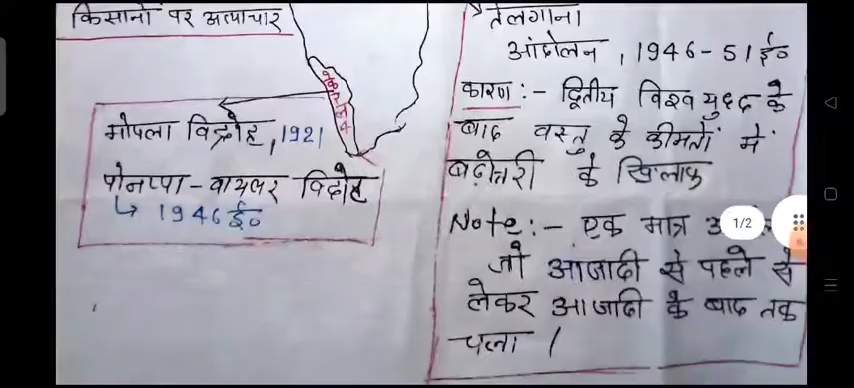 किसानों पर अत्याचार
केरल
मोपला विद्रोह, 1921
पोनप्पा-वायलर विद्रोह
↳ 1946 ई०
तेलगाना
आंदोलन, 1946-51 ई०
कारण :- द्वितीय विश्व युद्ध के
बाद वस्तु के कीमतों में
बढ़ोत्तरी के खिलाफ
Note :- एक मात्र
1/2
जो आजादी से पहले से
लेकर आजादी के बाद तक
चला ।